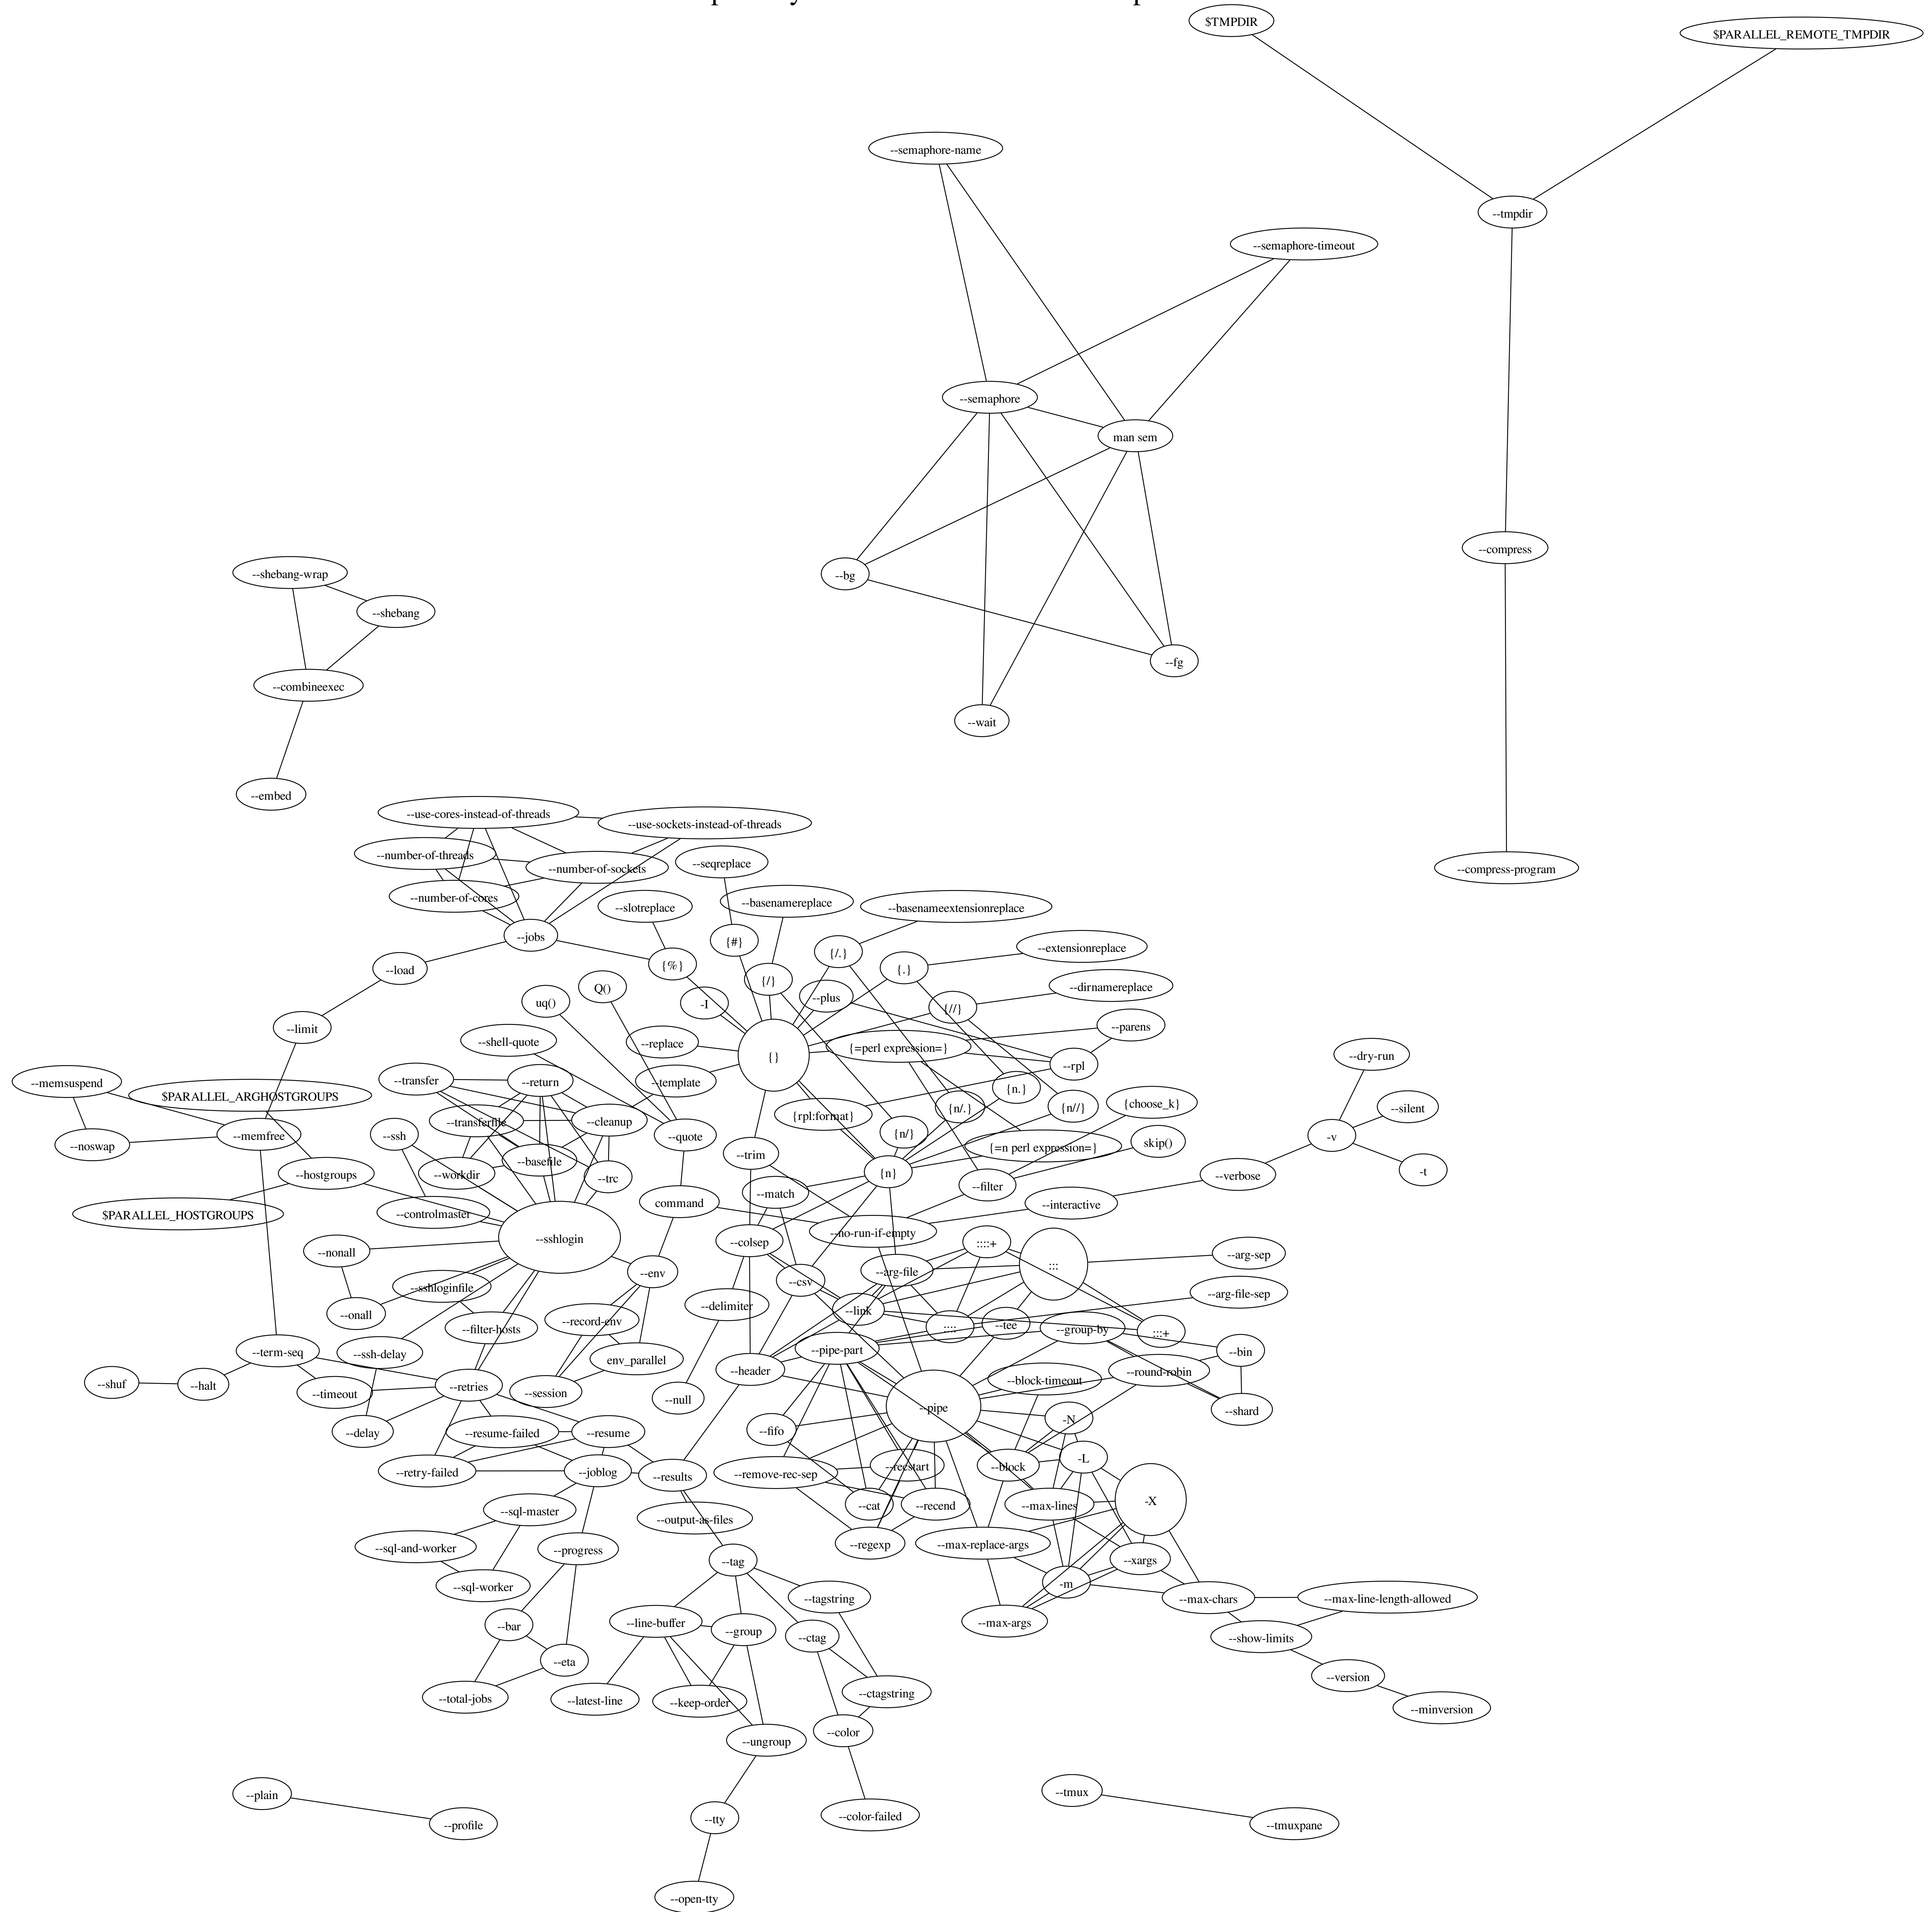 $TMPDIR
$PARALLEL_REMOTE_TMPDIR
--semaphore-name
--tmpdir
--semaphore-timeout
--semaphore
man sem
--compress
--bg
--shebang-wrap
--shebang
--fg
--combineexec
--wait
--embed
--use-cores-instead-of-threads
--use-sockets-instead-of-threads
--number-of-threads
--number-of-sockets
--seqreplace
--compress-program
--number-of-cores
--slotreplace
--basenamereplace
--basenameextensionreplace
--jobs
{#}
{/.}
--extensionreplace
--load
{%}
{/}
{.}
--dirnamereplace
uq()
Q()
-I
--plus
{//}
--limit
--shell-quote
--replace
{}
{=perl expression=}
--parens
--rpl
--dry-run
--memsuspend
$PARALLEL_ARGHOSTGROUPS
--transfer
--return
--template
{n.}
{rpl:format}
{n/.}
{n//}
{choose_k}
--silent
--transferfile
--cleanup
--noswap
--memfree
--ssh
--quote
{n/}
{=n perl expression=}
skip()
-v
--trim
--hostgroups
--workdir
--basefile
--trc
{n}
--filter
--verbose
-t
--match
$PARALLEL_HOSTGROUPS
--controlmaster
command
--interactive
--sshlogin
--no-run-if-empty
--nonall
--colsep
::::+
:::
--arg-sep
--sshloginfile
--env
--csv
--arg-file
--arg-file-sep
--onall
--record-env
--delimiter
--link
--filter-hosts
::::
--tee
--group-by
:::+
--term-seq
--ssh-delay
env_parallel
--pipe-part
--bin
--shuf
--halt
--timeout
--retries
--session
--header
--block-timeout
--round-robin
--null
--pipe
--shard
--delay
--resume-failed
--resume
--fifo
-N
--retry-failed
--joblog
--results
--remove-rec-sep
--recstart
--block
-L
--sql-master
--output-as-files
--cat
--recend
--max-lines
-X
--sql-and-worker
--progress
--regexp
--max-replace-args
--sql-worker
--tag
--xargs
-m
--bar
--line-buffer
--group
--tagstring
--ctag
--max-args
--max-chars
--max-line-length-allowed
--show-limits
--eta
--total-jobs
--latest-line
--keep-order
--ctagstring
--version
--color
--minversion
--ungroup
--plain
--profile
--tty
--color-failed
--tmux
--tmuxpane
--open-tty